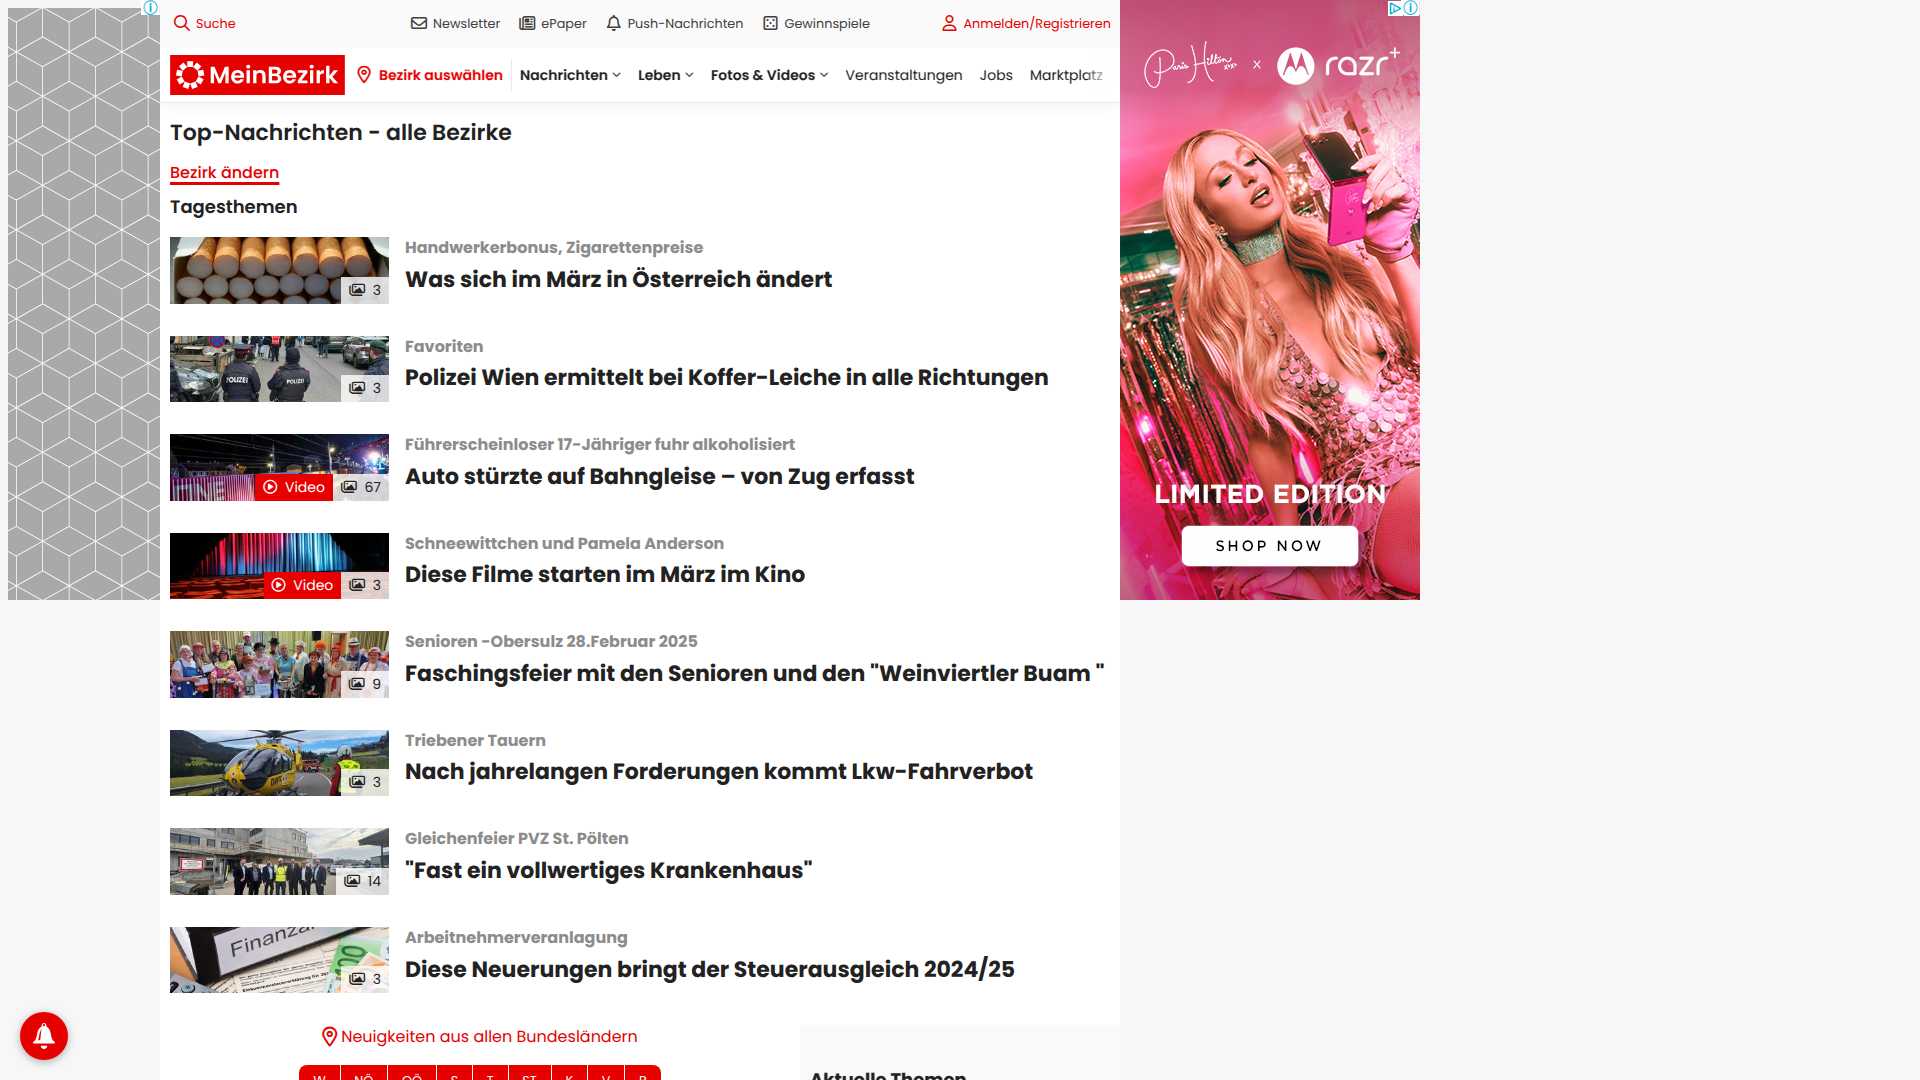 Suche
Newsletter
ePaper
Push-Nachrichten
Gewinnspiele
Anmelden/Registrieren
MeinBezirk
Bezirk auswählen
Nachrichten
Leben
Fotos & Videos
Veranstaltungen
Jobs
Marktplatz
Top-Nachrichten - alle Bezirke
Bezirk ändern
Tagesthemen
3
Handwerkerbonus, Zigarettenpreise
Was sich im März in Österreich ändert
POLIZEI
POLIZEI
3
Favoriten
Polizei Wien ermittelt bei Koffer-Leiche in alle Richtungen
Video
67
Führerscheinloser 17-Jähriger fuhr alkoholisiert
Auto stürzte auf Bahngleise – von Zug erfasst
Video
3
Schneewittchen und Pamela Anderson
Diese Filme starten im März im Kino
9
Senioren -Obersulz 28.Februar 2025
Faschingsfeier mit den Senioren und den "Weinviertler Buam "
3
Triebener Tauern
Nach jahrelangen Forderungen kommt Lkw-Fahrverbot
14
Gleichenfeier PVZ St. Pölten
"Fast ein vollwertiges Krankenhaus"
3
Arbeitnehmerveranlagung
Diese Neuerungen bringt der Steuerausgleich 2024/25
Neuigkeiten aus allen Bundesländern
W
NÖ
OÖ
S
T
ST
K
V
B
Aktuelle Themen
Paris Hilton
x
razr+
LIMITED EDITION
SHOP NOW